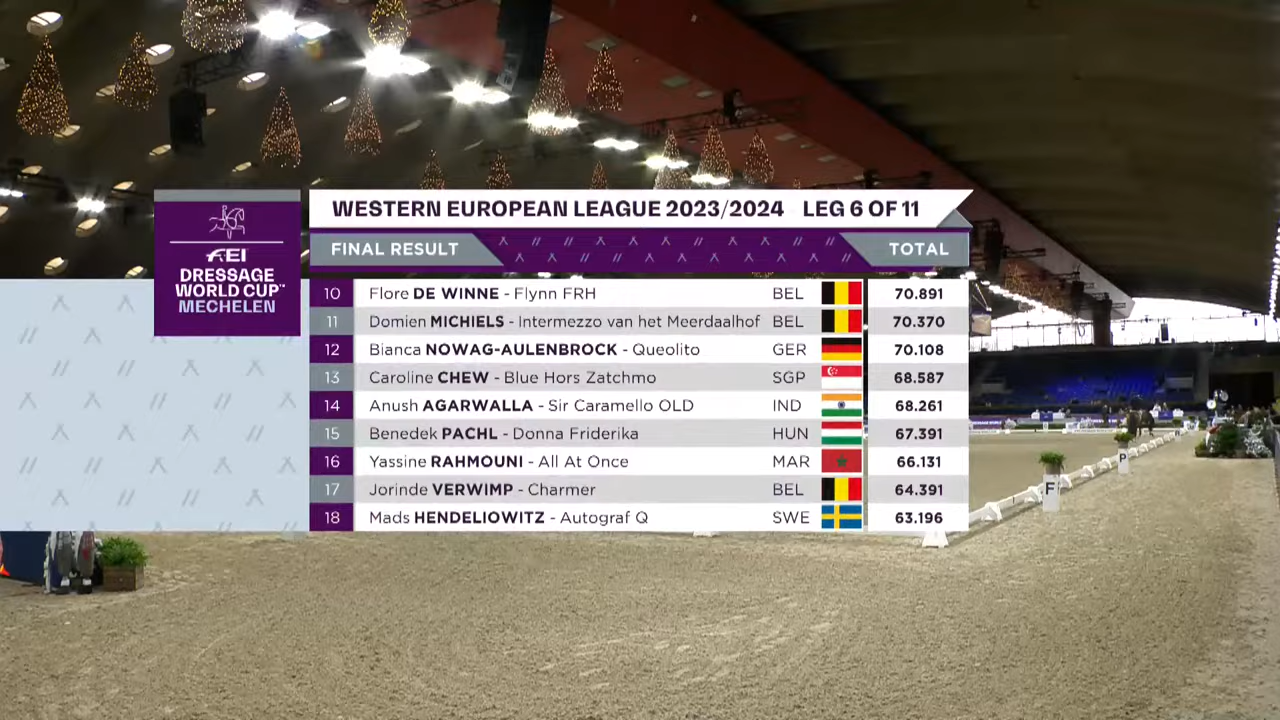 WESTERN EUROPEAN LEAGUE 2023/2024 LEG 6 OF 11
FEI
DRESSAGE
WORLD CUP™
MECHELEN
FINAL RESULT TOTAL
10 Flore DE WINNE - Flynn FRH BEL 70.891
11 Domien MICHIELS - Intermezzo van het Meerdaalhof BEL 70.370
12 Bianca NOWAG-AULENBROCK - Queolito GER 70.108
13 Caroline CHEW - Blue Hors Zatchmo SGP 68.587
14 Anush AGARWALLA - Sir Caramello OLD IND 68.261
15 Benedek PACHL - Donna Friderika HUN 67.391
16 Yassine RAHMOUNI - All At Once MAR 66.131
17 Jorinde VERWIMP - Charmer BEL 64.391
18 Mads HENDELIOWITZ - Autograf Q SWE 63.196
P
F